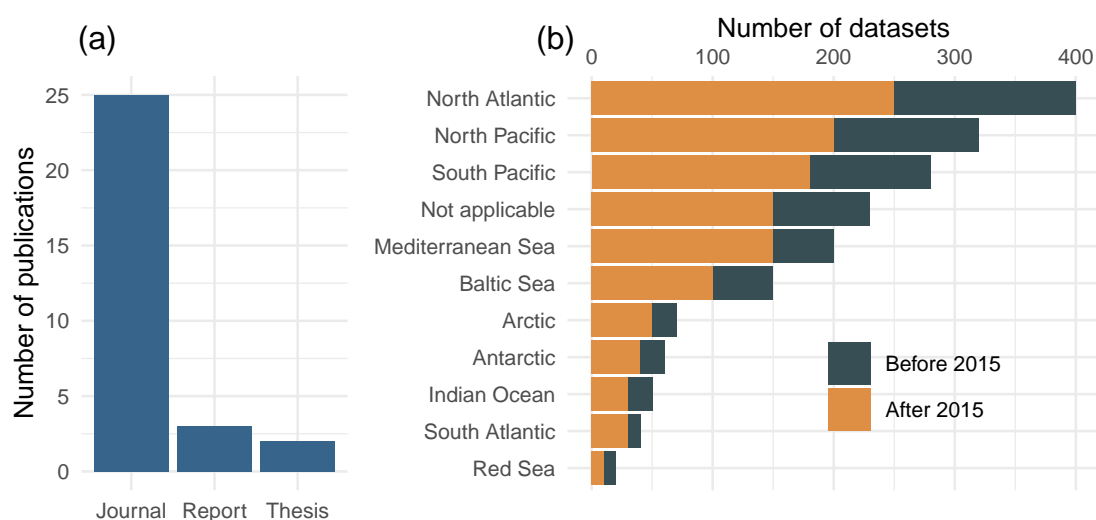 (a)
Number of publications
25
20
15
10
5
0
Journal Report Thesis
(b)
Number of datasets
0 100 200 300 400
North Atlantic
North Pacific
South Pacific
Not applicable
Mediterranean Sea
Baltic Sea
Arctic
Antarctic
Indian Ocean
South Atlantic
Red Sea
Before 2015
After 2015